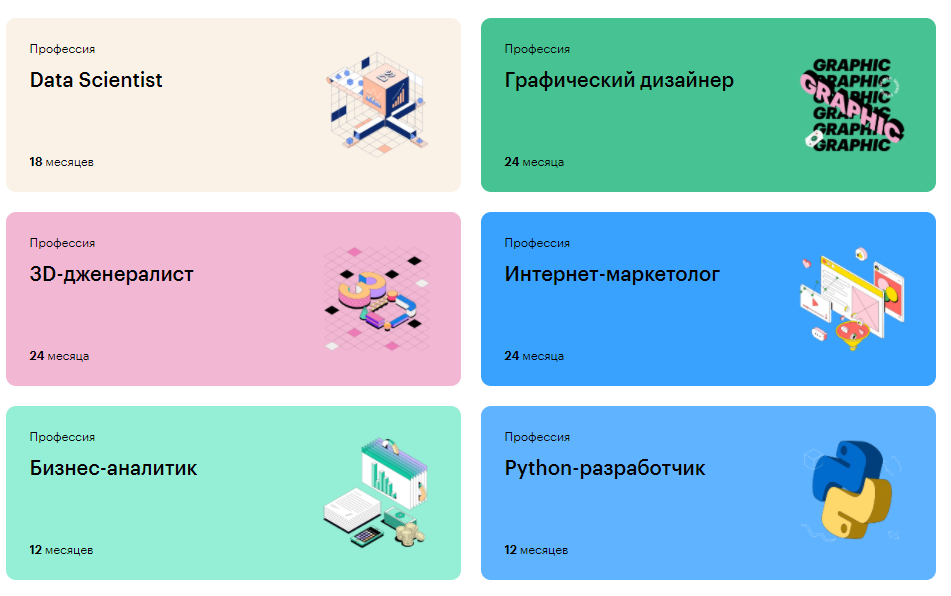 Профессия
Data Scientist
18 месяцев
Профессия
Графический дизайнер
24 месяца
GRAPHIC
GRAPHIC
GRAPHIC
GRAPHIC
GRAPHIC
GRAPHIC
GRAPHIC
Профессия
3D-дженералист
24 месяца
Профессия
Интернет-маркетолог
24 месяца
Профессия
Бизнес-аналитик
12 месяцев
Профессия
Python-разработчик
12 месяцев